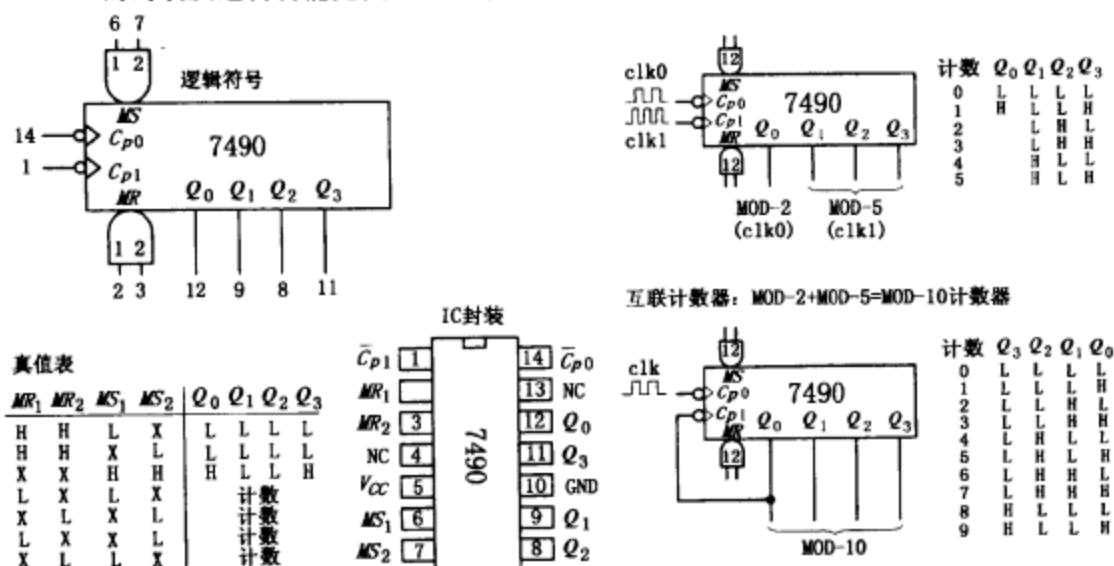 6 7
1 2
逻辑符号
MS
14
C̅p0
7490
1
C̅p1
MR
Q0 Q1 Q2 Q3
1 2
2 3
12 9 8 11
真值表
MR1 MR2 MS1 MS2 Q0 Q1 Q2 Q3
H H L X L L L L
H H X L L L L L
X X H H H L L H
L X L X 计数
X L X L 计数
L X X L 计数
X L L X 计数
IC封装
C̅p1 1
MR1
MR2 3
NC 4
VCC 5
MS1 6
MS2 7
7490
14 C̅p0
13 NC
12 Q0
11 Q3
10 GND
9 Q1
8 Q2
12
clk0
MS
Cp0
7490
Cp1
clk1
MR
Q0 Q1 Q2 Q3
12
MOD-2 MOD-5
(clk0) (clk1)
计数 Q0 Q1 Q2 Q3
0 L L L L
1 H L L H
2 L H L
3 L H H
4 H L L
5 H L H
互联计数器：MOD-2+MOD-5=MOD-10计数器
12
clk
MS
Cp0
7490
Cp1
MR
Q0 Q1 Q2 Q3
12
MOD-10
计数 Q3 Q2 Q1 Q0
0 L L L L
1 L L L H
2 L L H L
3 L L H H
4 L H L L
5 L H L H
6 L H H L
7 L H H H
8 H L L L
9 H L L H